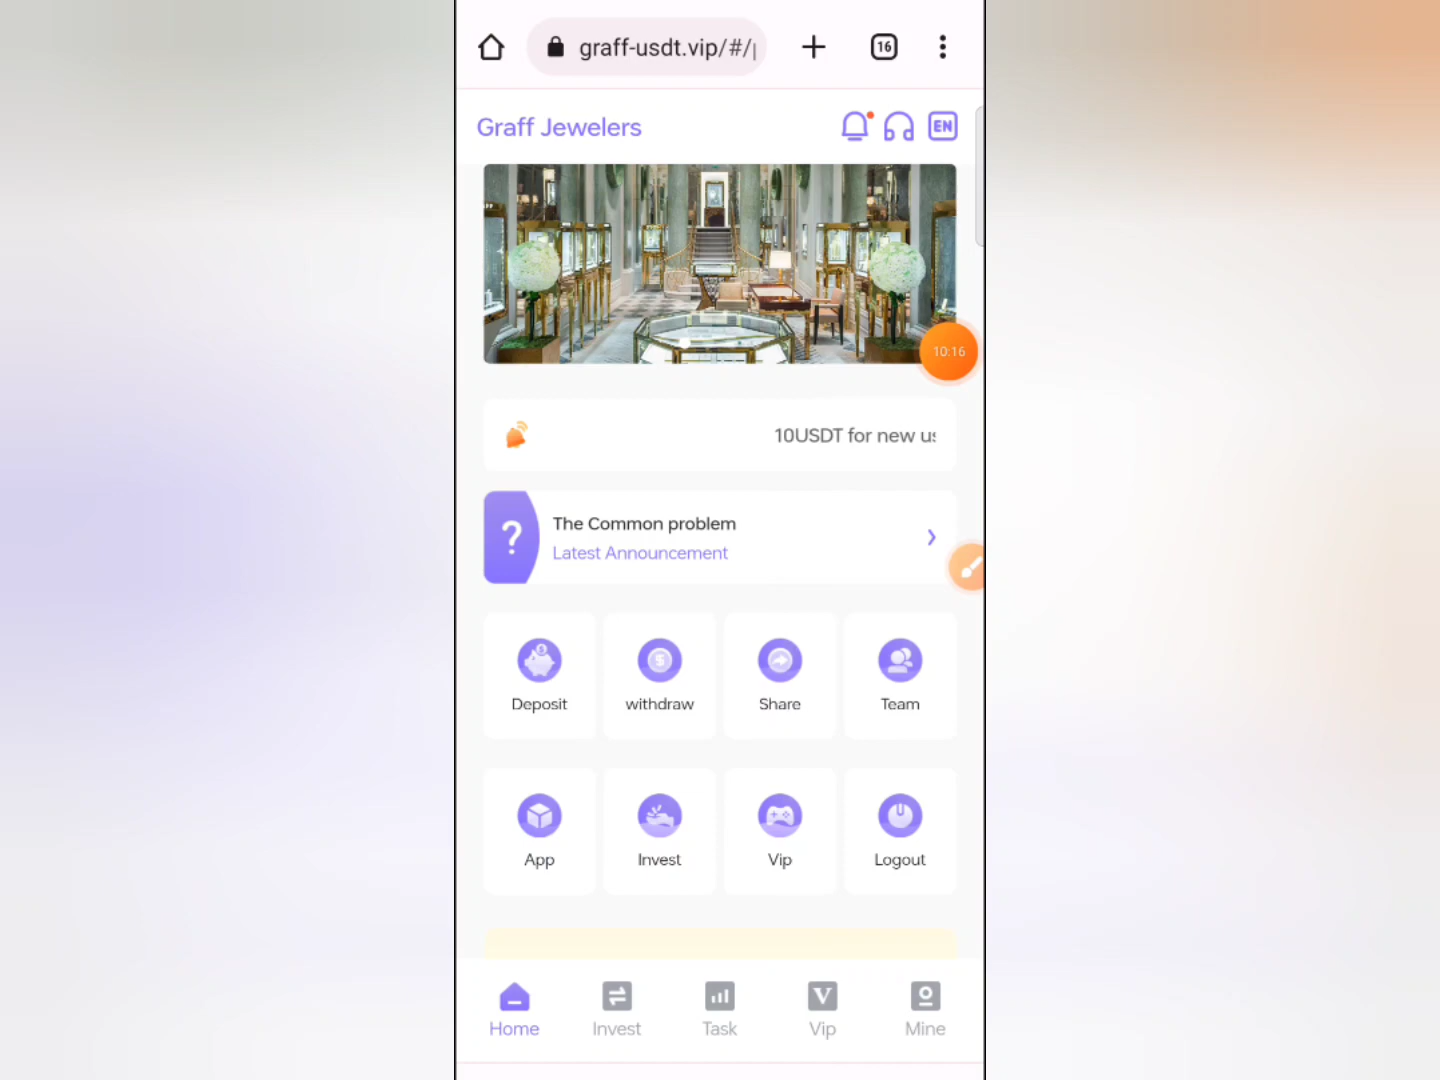 graff-usdt.vip/#/
16
Graff Jewelers
EN
10:16
10USDT for new us
The Common problem
Latest Announcement
Deposit
withdraw
Share
Team
App
Invest
Vip
Logout
Home
Invest
Task
Vip
Mine